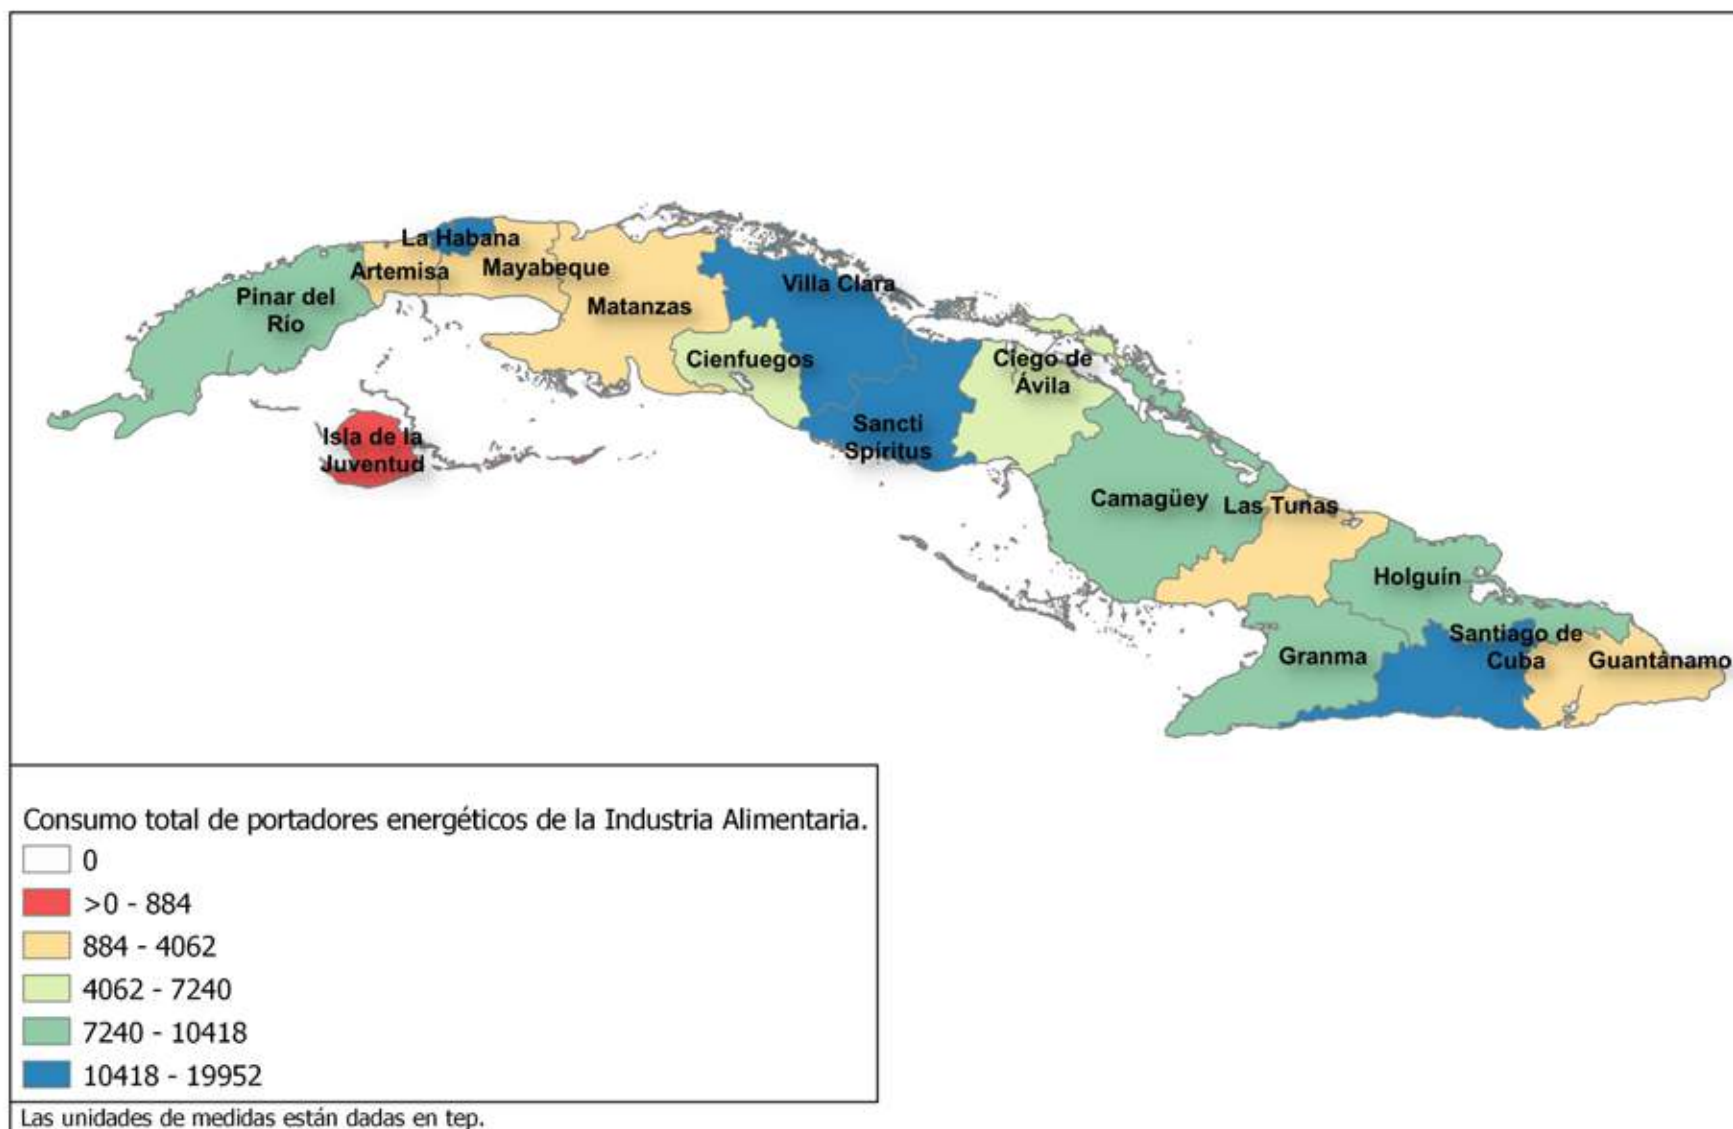 La Habana
Artemisa
Mayabeque
Pinar del
Río
Matanzas
Villa Clara
Cienfuegos
Ciego de
Ávila
Isla de la
Juventud
Sancti
Spíritus
Camagüey
Las Tunas
Holguín
Granma
Santiago de
Cuba
Guantánamo
Consumo total de portadores energéticos de la Industria Alimentaria.
0
>0 - 884
884 - 4062
4062 - 7240
7240 - 10418
10418 - 19952
Las unidades de medidas están dadas en tep.